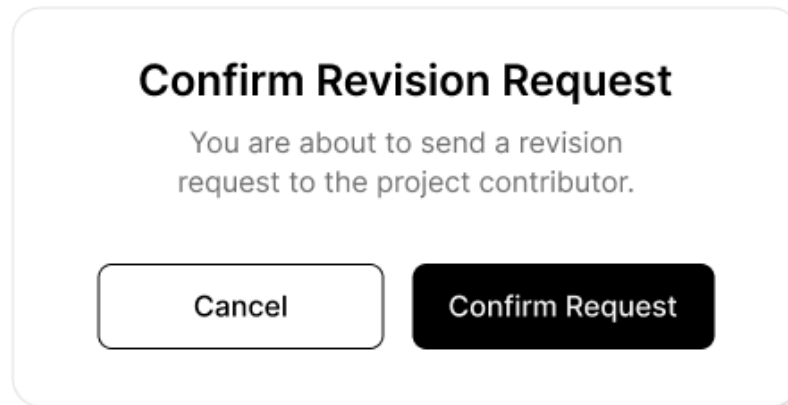 Confirm Revision Request
You are about to send a revision
request to the project contributor.
Cancel
Confirm Request